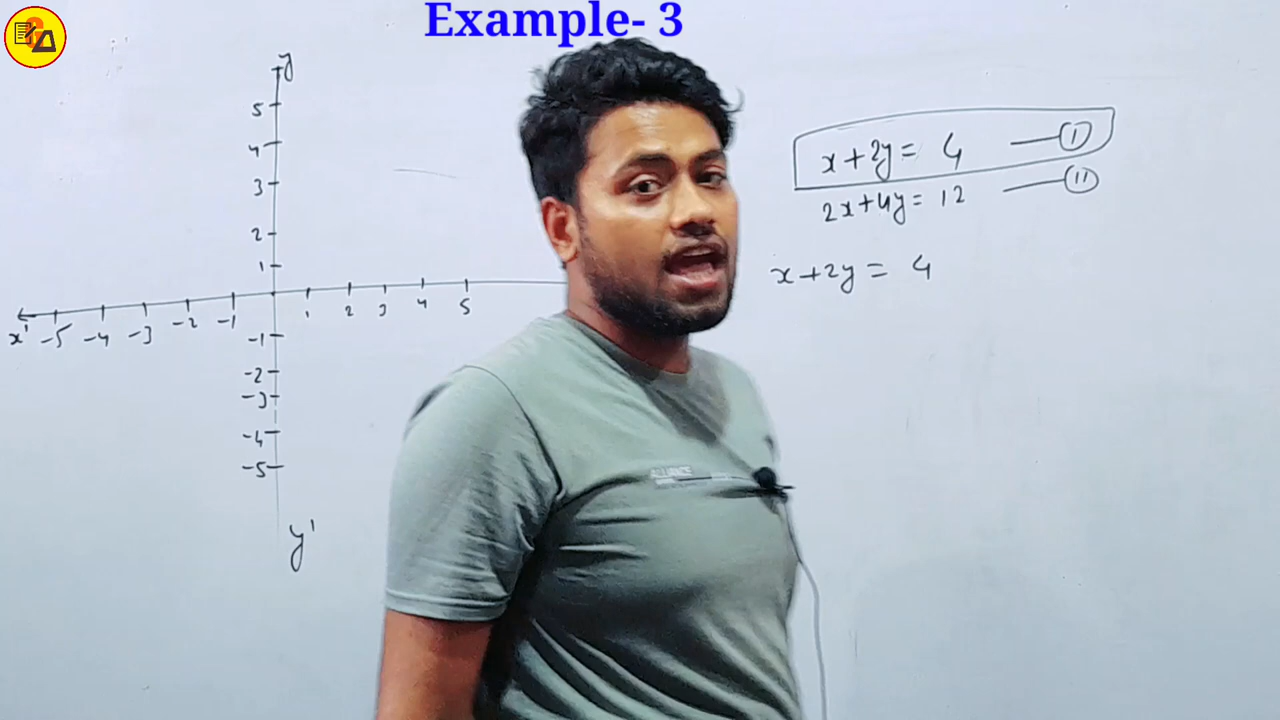 Example- 3
y
5
4
3
2
1
x' -5 -4 -3 -2 -1 1 2 3 4 5
-1
-2
-3
-4
-5
y'
x+2y= 4 — I
2x+4y= 12 — II
x+2y = 4
ALLIANCE